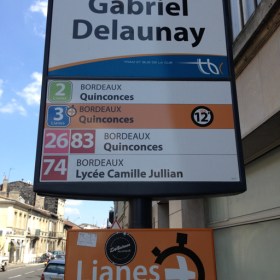 Gabriel
Delaunay
tbc
2 BORDEAUX
Quinconces
3 BORDEAUX
Quinconces 12
26 83 BORDEAUX
Quinconces
74 BORDEAUX
Lycée Camille Jullian
Lianes +